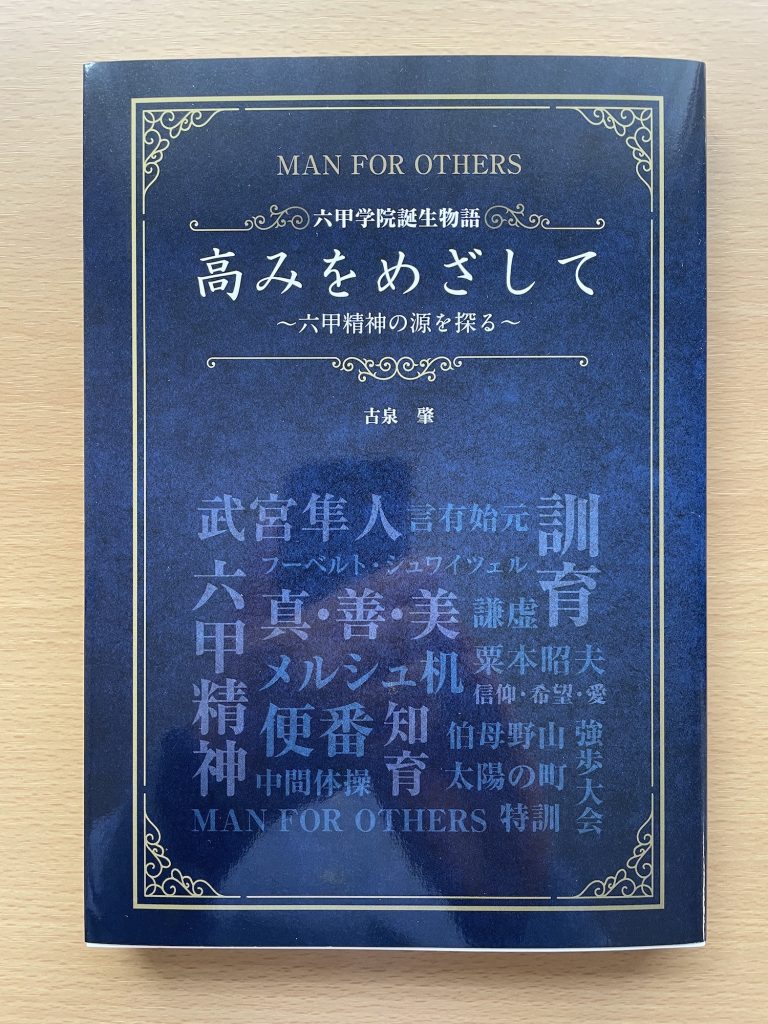 MAN FOR OTHERS
六甲学院誕生物語
高みをめざして
～六甲精神の源を探る～
古泉　肇
武宮隼人
言有始元
訓育
フーベルト・シュワイツェル
六甲精神
真・善・美
謙虚
メルシュ机
粟本昭夫
信仰・希望・愛
便番
知育
伯母野山
強歩大会
中間体操
太陽の町
MAN FOR OTHERS
特訓